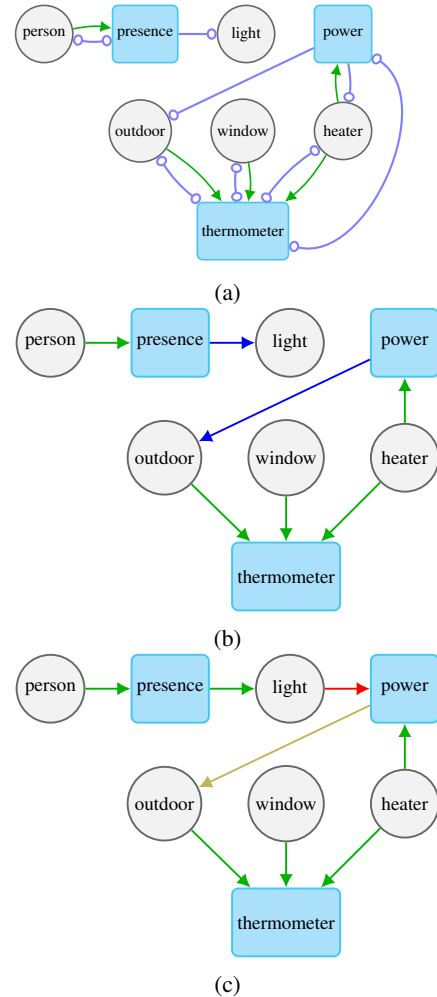 person
presence
light
power
outdoor
window
heater
thermometer
(a)
person
presence
light
power
outdoor
window
heater
thermometer
(b)
person
presence
light
power
outdoor
window
heater
thermometer
(c)